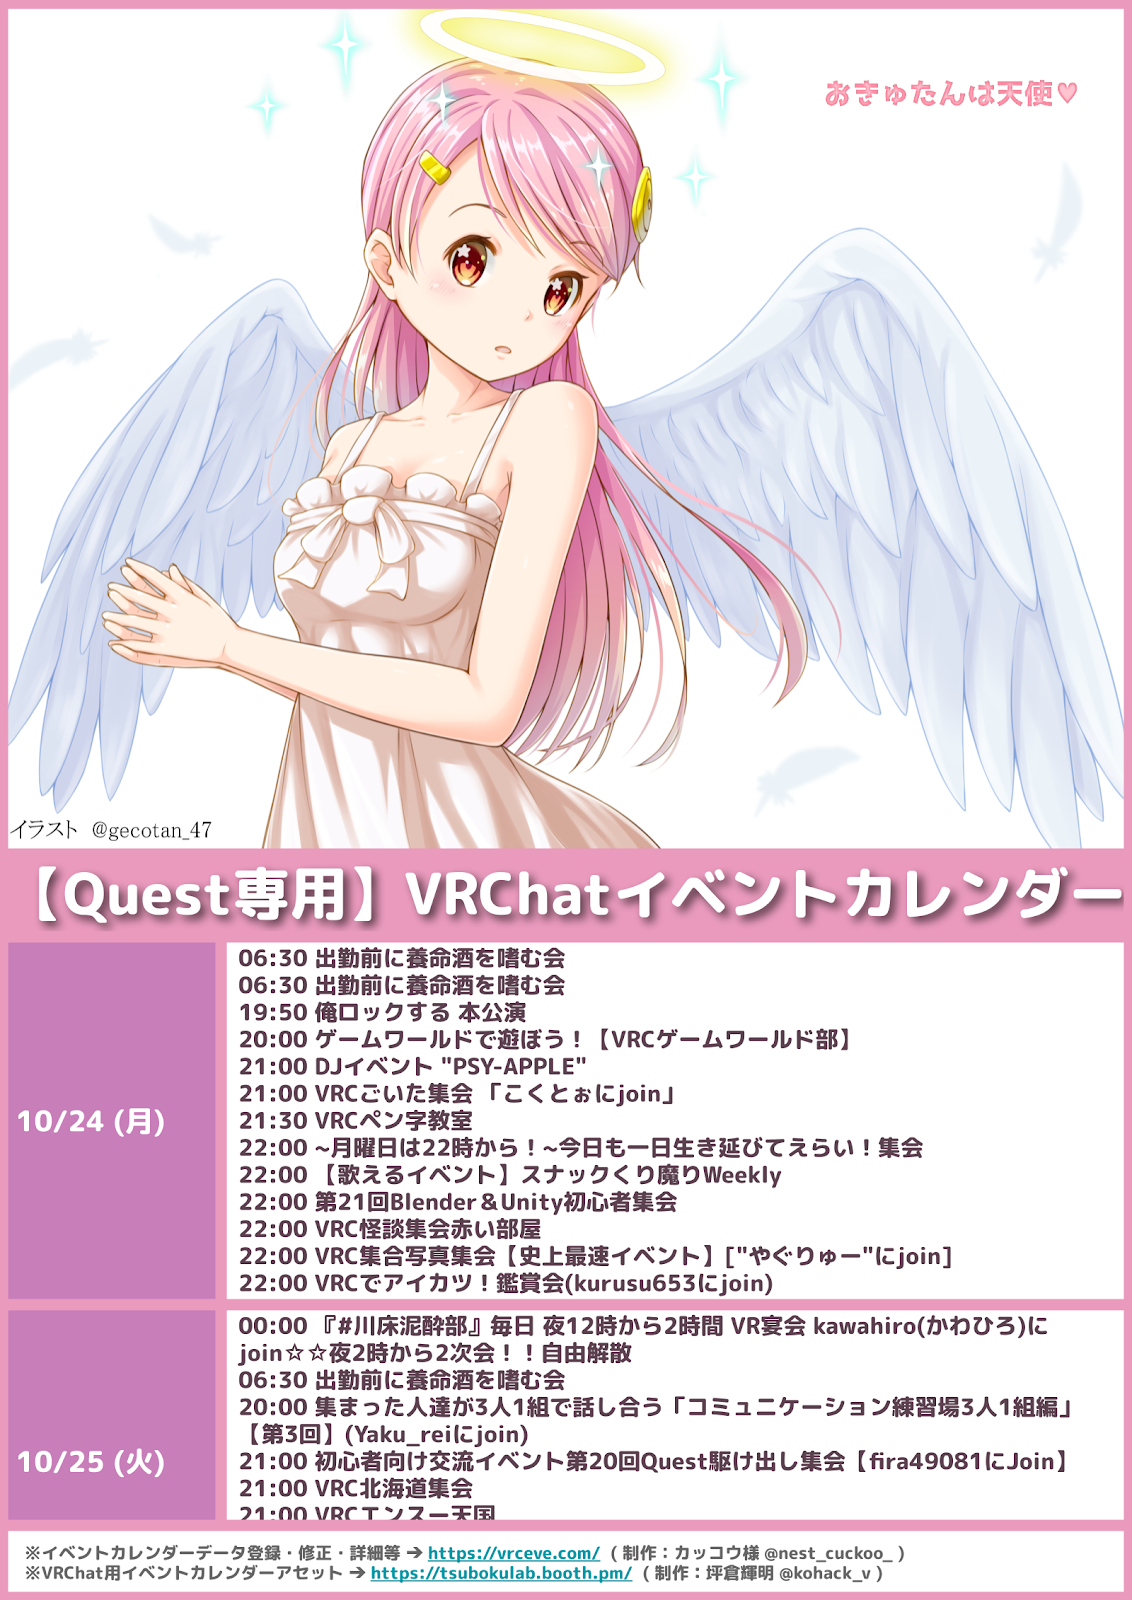 おきゅたんは天使♥
イラスト @gecotan_47
【Quest専用】VRChatイベントカレンダー
10/24 (月)
06:30 出勤前に養命酒を嗜む会
06:30 出勤前に養命酒を嗜む会
19:50 俺ロックする 本公演
20:00 ゲームワールドで遊ぼう！【VRCゲームワールド部】
21:00 DJイベント "PSY-APPLE"
21:00 VRCごいた集会 「こくとぉにjoin」
21:30 VRCペン字教室
22:00 ~月曜日は22時から！~今日も一日生き延びてえらい！集会
22:00 【歌えるイベント】スナックくり魔りWeekly
22:00 第21回Blender＆Unity初心者集会
22:00 VRC怪談集会赤い部屋
22:00 VRC集合写真集会【史上最速イベント】["やぐりゅー"にjoin]
22:00 VRCでアイカツ！鑑賞会(kurusu653にjoin)
10/25 (火)
00:00 『#川床泥酔部』毎日 夜12時から2時間 VR宴会 kawahiro(かわひろ)に
join☆☆夜2時から2次会！！自由解散
06:30 出勤前に養命酒を嗜む会
20:00 集まった人達が3人1組で話し合う「コミュニケーション練習場3人1組編」
【第3回】(Yaku_reiにjoin)
21:00 初心者向け交流イベント第20回Quest駆け出し集会【fira49081にJoin】
21:00 VRC北海道集会
21:00 VRCエンスー天国
※イベントカレンダーデータ登録・修正・詳細等 ➔ https://vrceve.com/ ( 制作：カッコウ様 @nest_cuckoo_ )
※VRChat用イベントカレンダーアセット ➔ https://tsubokulab.booth.pm/ ( 制作：坪倉輝明 @kohack_v )